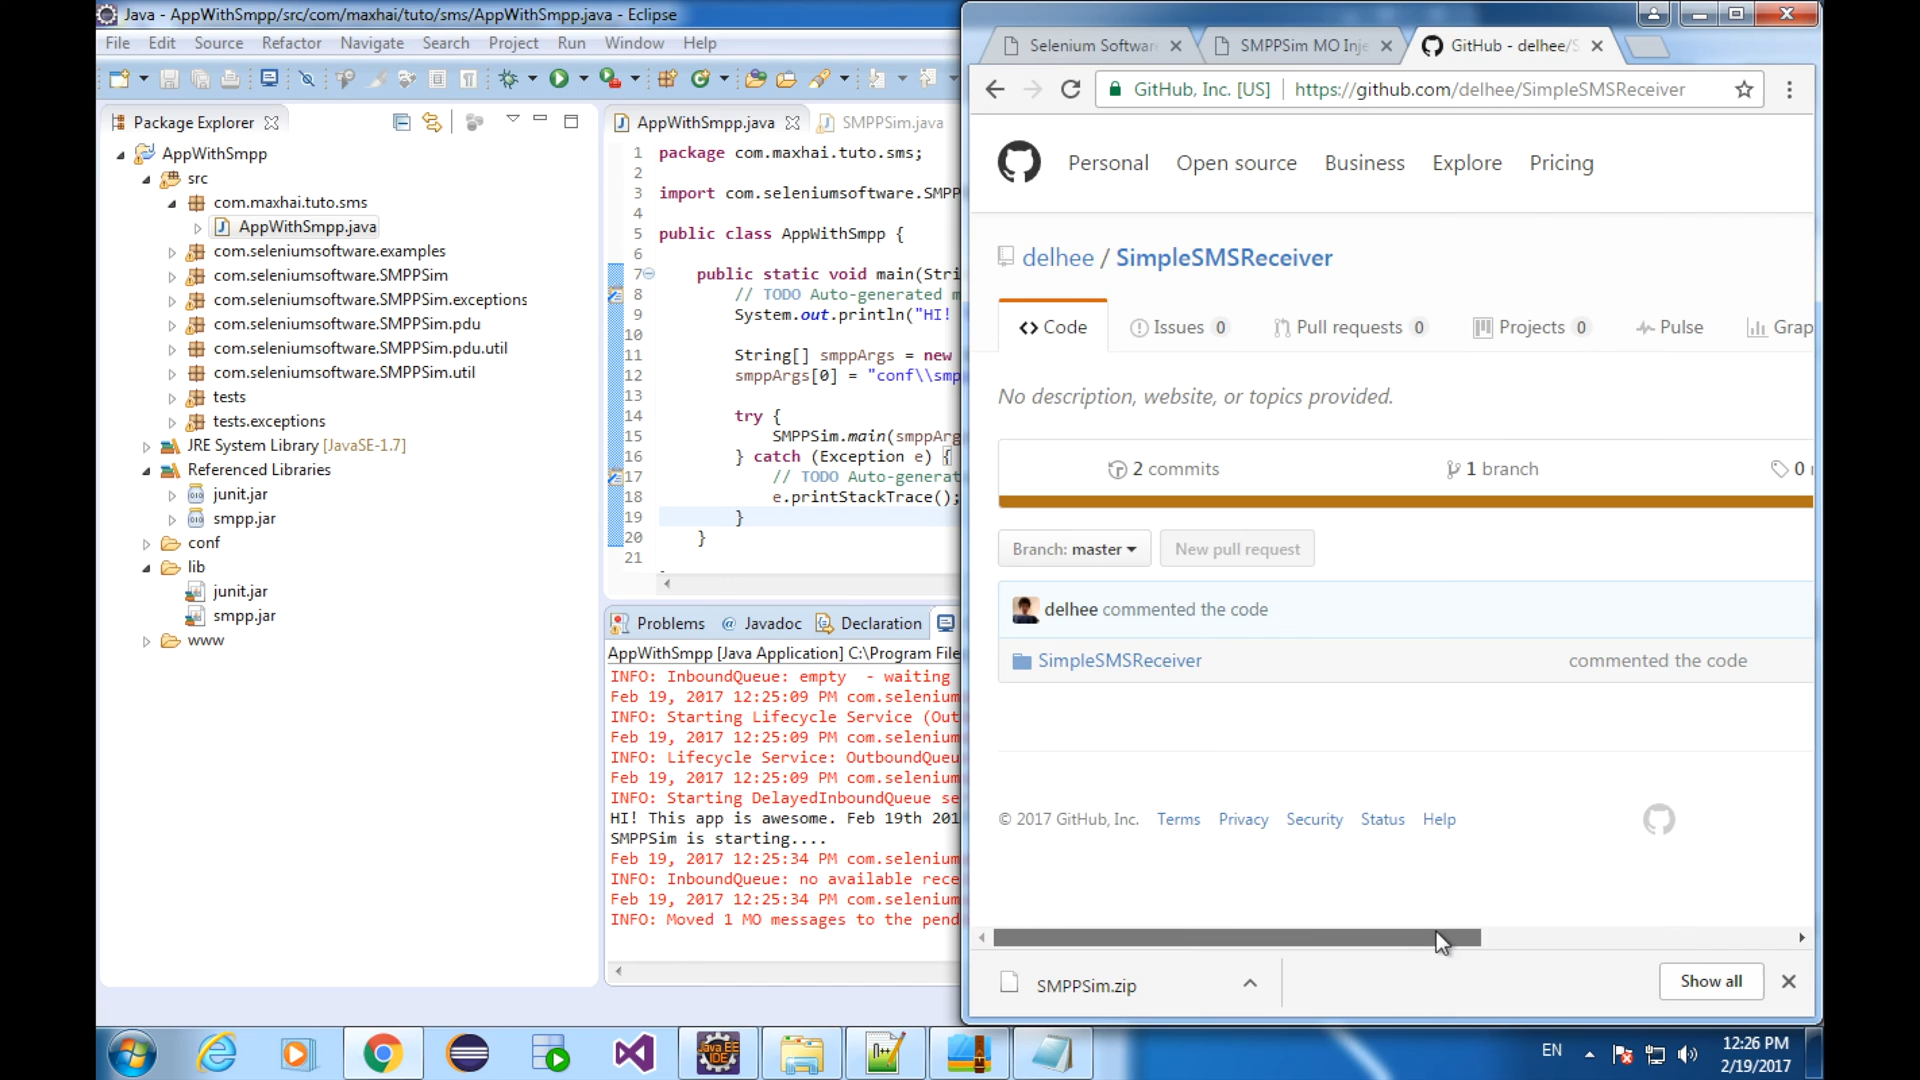 Java - AppWithSmpp/src/com/maxhai/tuto/sms/AppWithSmpp.java - Eclipse
File Edit Source Refactor Navigate Search Project Run Window Help
Package Explorer
AppWithSmpp
src
com.maxhai.tuto.sms
AppWithSmpp.java
com.seleniumsoftware.examples
com.seleniumsoftware.SMPPSim
com.seleniumsoftware.SMPPSim.exceptions
com.seleniumsoftware.SMPPSim.pdu
com.seleniumsoftware.SMPPSim.pdu.util
com.seleniumsoftware.SMPPSim.util
tests
tests.exceptions
JRE System Library [JavaSE-1.7]
Referenced Libraries
junit.jar
smpp.jar
conf
lib
junit.jar
smpp.jar
www
AppWithSmpp.java SMPPSim.java
1 package com.maxhai.tuto.sms;
2
3 import com.seleniumsoftware.SMPP
4
5 public class AppWithSmpp {
6
7 public static void main(Stri
8 // TODO Auto-generated m
9 System.out.println("HI!
10
11 String[] smppArgs = new
12 smppArgs[0] = "conf\\smp
13
14 try {
15 SMPPSim.main(smppArg
16 } catch (Exception e) {
17 // TODO Auto-generat
18 e.printStackTrace();
19 }
20 }
21
Problems @ Javadoc Declaration
AppWithSmpp [Java Application] C:\Program File
INFO: InboundQueue: empty - waiting
Feb 19, 2017 12:25:09 PM com.selenium
INFO: Starting Lifecycle Service (Out
Feb 19, 2017 12:25:09 PM com.selenium
INFO: Lifecycle Service: OutboundQueu
Feb 19, 2017 12:25:09 PM com.selenium
INFO: Starting DelayedInboundQueue se
HI! This app is awesome. Feb 19th 201
SMPPSim is starting....
Feb 19, 2017 12:25:34 PM com.selenium
INFO: InboundQueue: no available rece
Feb 19, 2017 12:25:34 PM com.selenium
INFO: Moved 1 MO messages to the pend
Selenium Softwar SMPPSim MO Inje GitHub - delhee/S
GitHub, Inc. [US] https://github.com/delhee/SimpleSMSReceiver
Personal Open source Business Explore Pricing
delhee / SimpleSMSReceiver
Code Issues 0 Pull requests 0 Projects 0 Pulse Grap
No description, website, or topics provided.
2 commits 1 branch 0
Branch: master New pull request
delhee commented the code
SimpleSMSReceiver commented the code
© 2017 GitHub, Inc. Terms Privacy Security Status Help
SMPPSim.zip Show all
Java EE
IDE
N++
EN
12:26 PM
2/19/2017